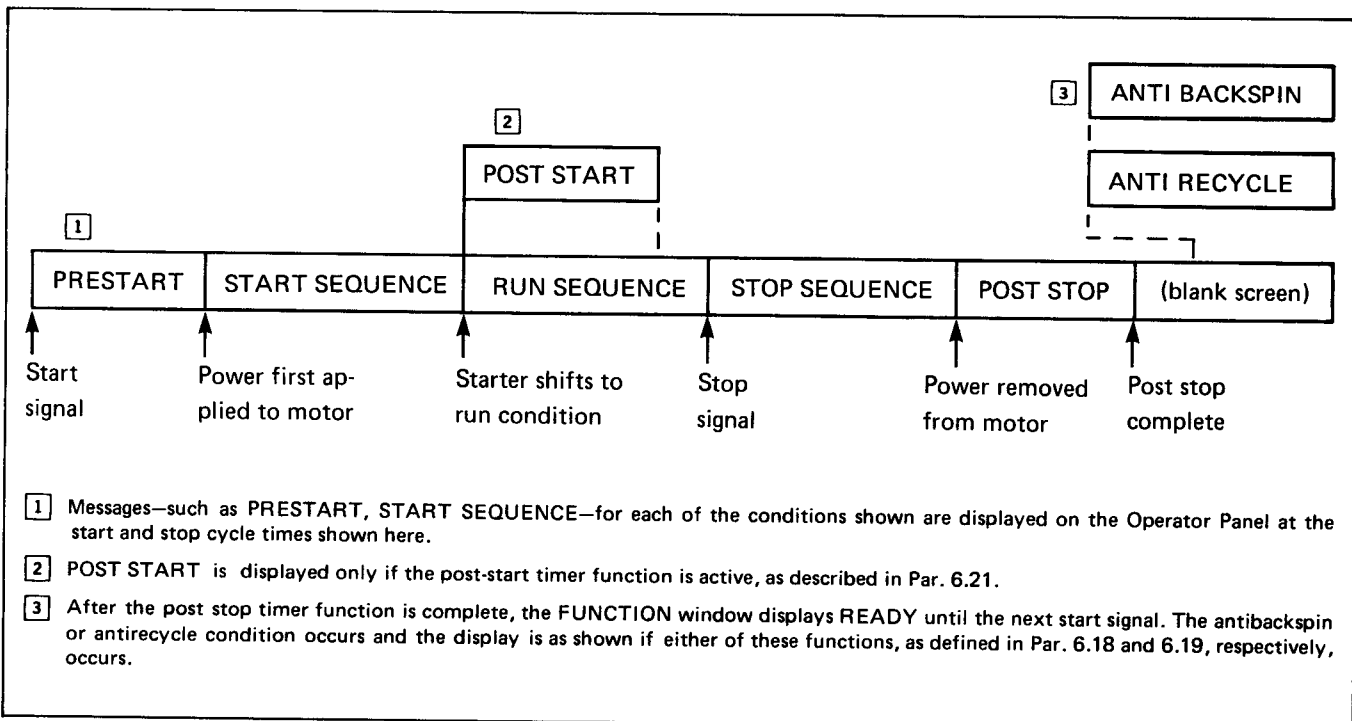 3 ANTI BACKSPIN
2
POST START
ANTI RECYCLE
1
PRESTART START SEQUENCE RUN SEQUENCE STOP SEQUENCE POST STOP (blank screen)
Start
signal
Power first ap-
plied to motor
Starter shifts to
run condition
Stop
signal
Power removed
from motor
Post stop
complete
1 Messages—such as PRESTART, START SEQUENCE—for each of the conditions shown are displayed on the Operator Panel at the
start and stop cycle times shown here.
2 POST START is displayed only if the post-start timer function is active, as described in Par. 6.21.
3 After the post stop timer function is complete, the FUNCTION window displays READY until the next start signal. The antibackspin
or antirecycle condition occurs and the display is as shown if either of these functions, as defined in Par. 6.18 and 6.19, respectively,
occurs.